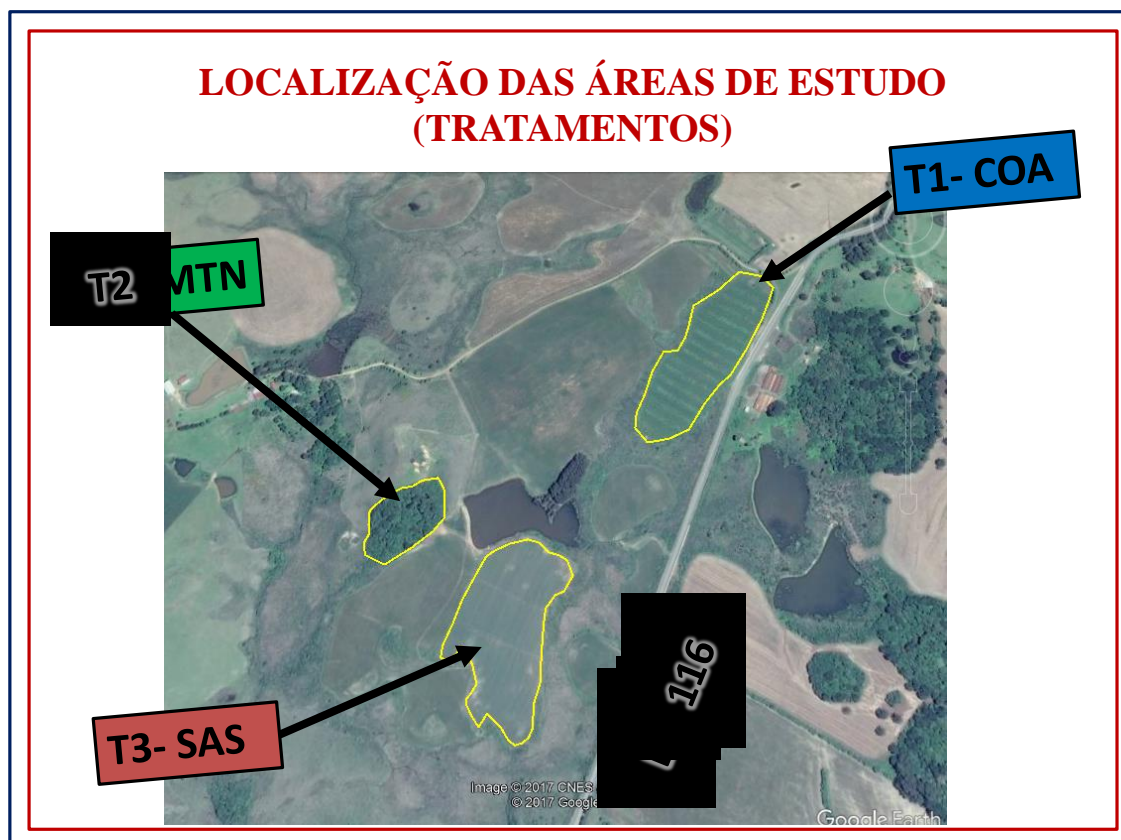 LOCALIZAÇÃO DAS ÁREAS DE ESTUDO
(TRATAMENTOS)
T1- COA
T2 MTN
116
T3- SAS
Image © 2017 CNES
© 2017 Google
Google Earth